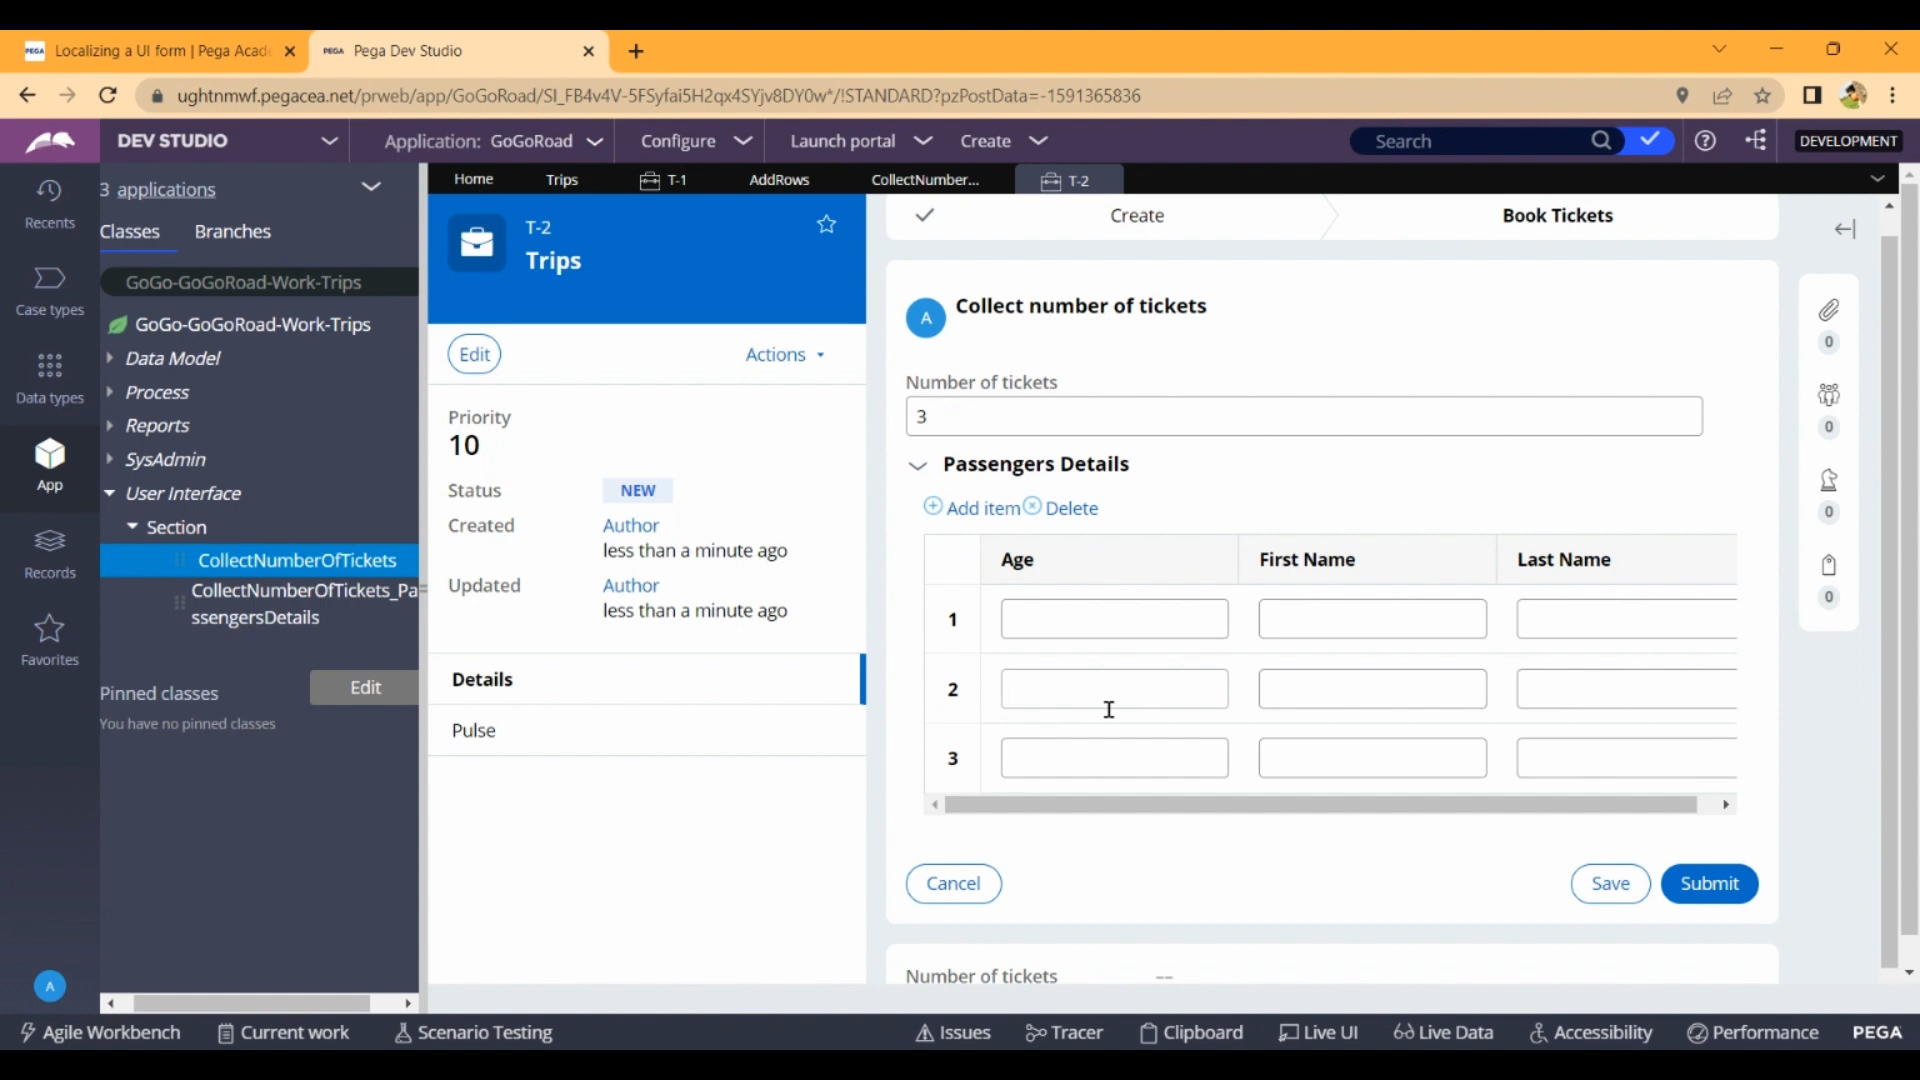 PEGA Localizing a UI form | Pega Acad
PEGA Pega Dev Studio
ughtnmwf.pegacea.net/prweb/app/GoGoRoad/SI_FB4v4V-5FSyfai5H2qx4SYjv8DY0w*/!STANDARD?pzPostData=-1591365836
DEV STUDIO
Application: GoGoRoad
Configure
Launch portal
Create
Search
DEVELOPMENT
Recents
Case types
Data types
App
Records
Favorites
A
3 applications
Classes Branches
GoGo-GoGoRoad-Work-Trips
GoGo-GoGoRoad-Work-Trips
Data Model
Process
Reports
SysAdmin
User Interface
Section
CollectNumberOfTickets
CollectNumberOfTickets_Pa
ssengersDetails
Pinned classes Edit
You have no pinned classes
Home Trips T-1 AddRows CollectNumber... T-2
T-2
Trips
Edit Actions
Priority
10
Status NEW
Created Author
less than a minute ago
Updated Author
less than a minute ago
Details
Pulse
Create Book Tickets
A Collect number of tickets
Number of tickets
3
Passengers Details
Add item Delete
Age First Name Last Name
1
2
3
Cancel Save Submit
Number of tickets --
0
0
0
0
Agile Workbench Current work Scenario Testing Issues Tracer Clipboard Live UI Live Data Accessibility Performance PEGA